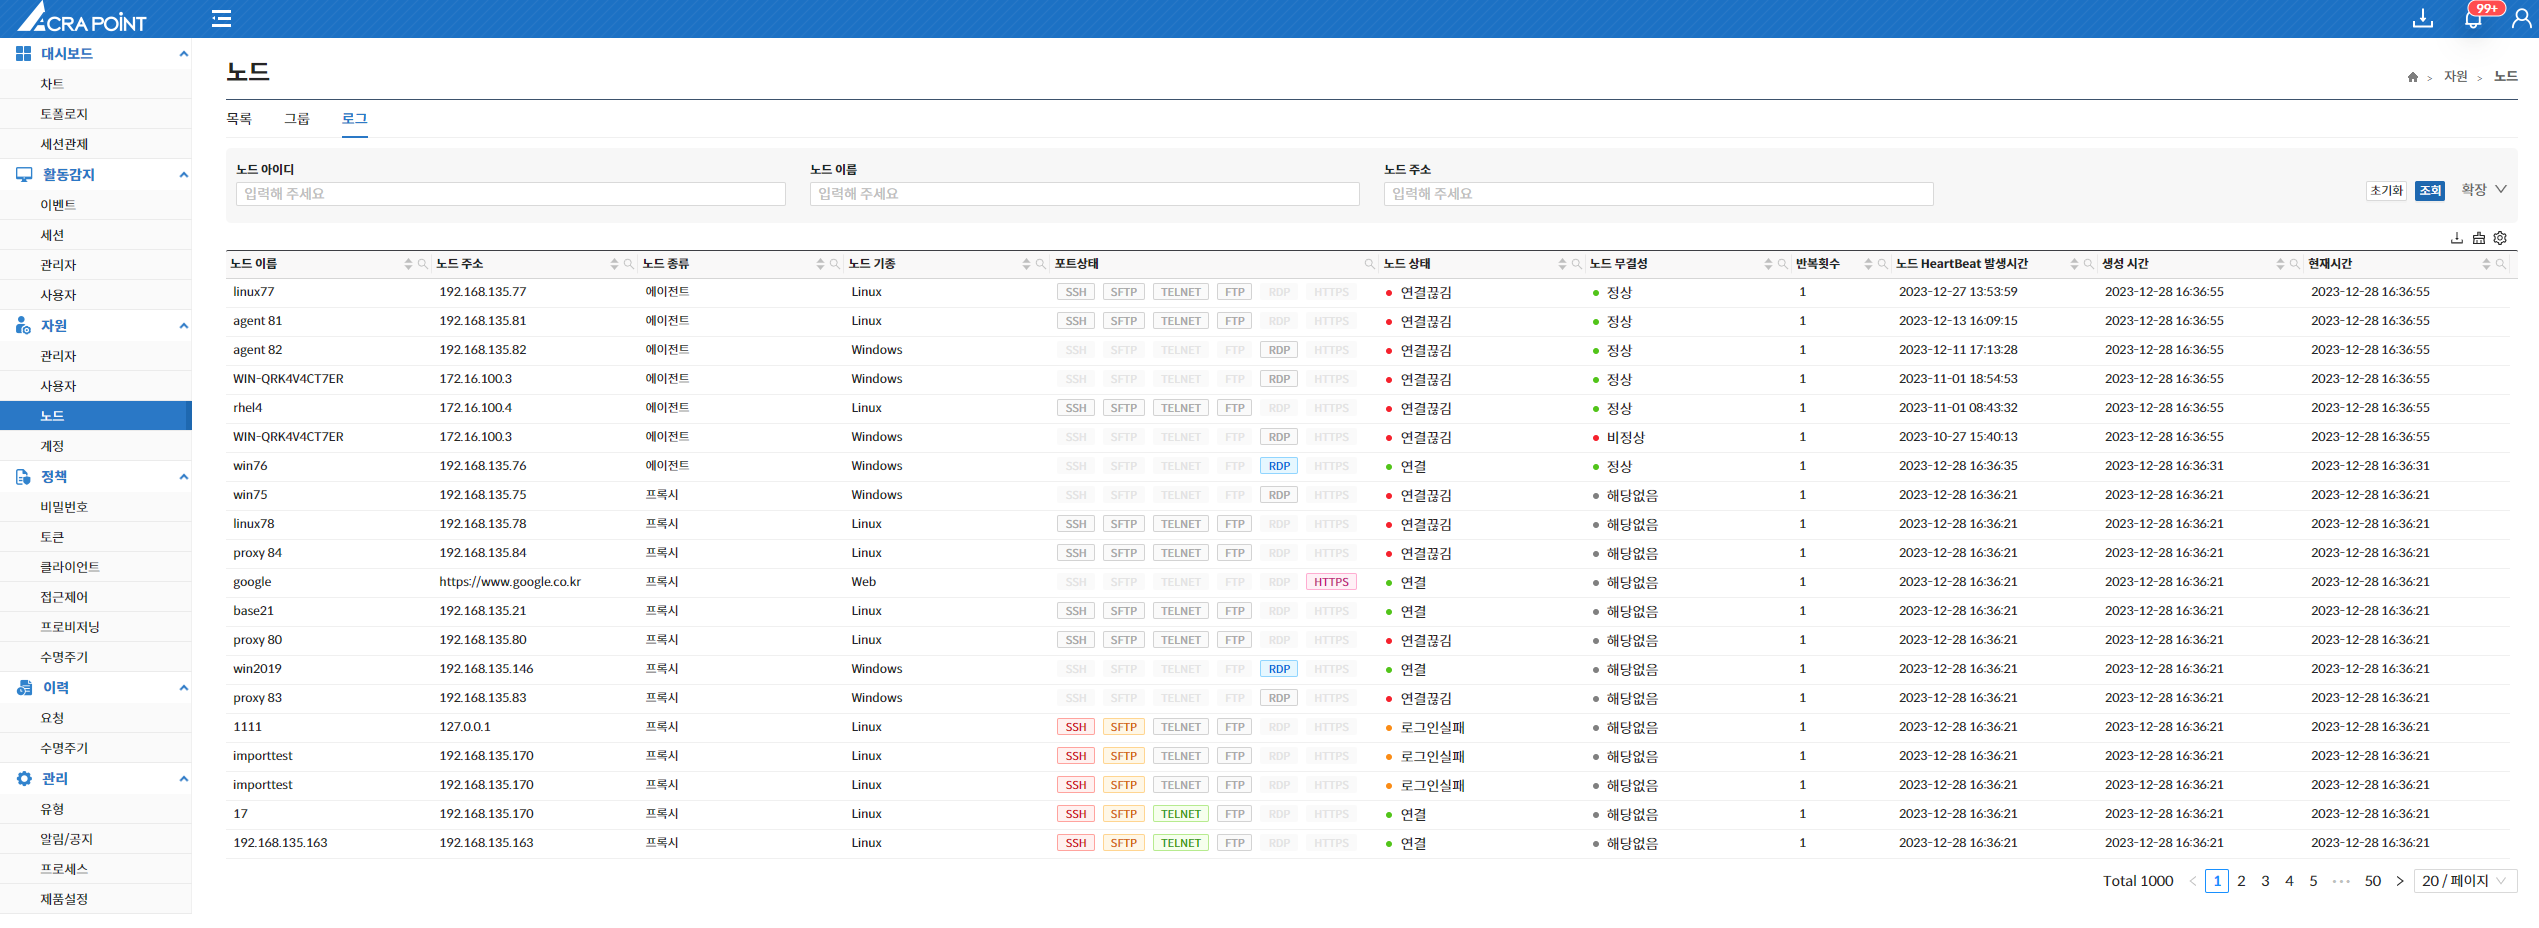 ACRA POINT
99+
대시보드
차트
토폴로지
세션관제
활동감지
이벤트
세션
관리자
사용자
자원
관리자
사용자
노드
계정
정책
비밀번호
토큰
클라이언트
접근제어
프로비저닝
수명주기
이력
요청
수명주기
관리
유형
알림/공지
프로세스
제품설정
노드
> 자원 > 노드
목록 그룹 로그
노드 아이디 노드 이름 노드 주소
입력해 주세요 입력해 주세요 입력해 주세요
초기화 조회 확장
노드 이름 노드 주소 노드 종류 노드 기종 포트상태 노드 상태 노드 무결성 반복횟수 노드 HeartBeat 발생시간 생성 시간 현재시간
linux77 192.168.135.77 에이전트 Linux SSH SFTP TELNET FTP RDP HTTPS 연결끊김 정상 1 2023-12-27 13:53:59 2023-12-28 16:36:55 2023-12-28 16:36:55
agent 81 192.168.135.81 에이전트 Linux SSH SFTP TELNET FTP RDP HTTPS 연결끊김 정상 1 2023-12-13 16:09:15 2023-12-28 16:36:55 2023-12-28 16:36:55
agent 82 192.168.135.82 에이전트 Windows SSH SFTP TELNET FTP RDP HTTPS 연결끊김 정상 1 2023-12-11 17:13:28 2023-12-28 16:36:55 2023-12-28 16:36:55
WIN-QRK4V4CT7ER 172.16.100.3 에이전트 Windows SSH SFTP TELNET FTP RDP HTTPS 연결끊김 정상 1 2023-11-01 18:54:53 2023-12-28 16:36:55 2023-12-28 16:36:55
rhel4 172.16.100.4 에이전트 Linux SSH SFTP TELNET FTP RDP HTTPS 연결끊김 정상 1 2023-11-01 08:43:32 2023-12-28 16:36:55 2023-12-28 16:36:55
WIN-QRK4V4CT7ER 172.16.100.3 에이전트 Windows SSH SFTP TELNET FTP RDP HTTPS 연결끊김 비정상 1 2023-10-27 15:40:13 2023-12-28 16:36:55 2023-12-28 16:36:55
win76 192.168.135.76 에이전트 Windows SSH SFTP TELNET FTP RDP HTTPS 연결 정상 1 2023-12-28 16:36:35 2023-12-28 16:36:31 2023-12-28 16:36:31
win75 192.168.135.75 프록시 Windows SSH SFTP TELNET FTP RDP HTTPS 연결끊김 해당없음 1 2023-12-28 16:36:21 2023-12-28 16:36:21 2023-12-28 16:36:21
linux78 192.168.135.78 프록시 Linux SSH SFTP TELNET FTP RDP HTTPS 연결끊김 해당없음 1 2023-12-28 16:36:21 2023-12-28 16:36:21 2023-12-28 16:36:21
proxy 84 192.168.135.84 프록시 Linux SSH SFTP TELNET FTP RDP HTTPS 연결끊김 해당없음 1 2023-12-28 16:36:21 2023-12-28 16:36:21 2023-12-28 16:36:21
google https://www.google.co.kr 프록시 Web SSH SFTP TELNET FTP RDP HTTPS 연결 해당없음 1 2023-12-28 16:36:21 2023-12-28 16:36:21 2023-12-28 16:36:21
base21 192.168.135.21 프록시 Linux SSH SFTP TELNET FTP RDP HTTPS 연결 해당없음 1 2023-12-28 16:36:21 2023-12-28 16:36:21 2023-12-28 16:36:21
proxy 80 192.168.135.80 프록시 Linux SSH SFTP TELNET FTP RDP HTTPS 연결끊김 해당없음 1 2023-12-28 16:36:21 2023-12-28 16:36:21 2023-12-28 16:36:21
win2019 192.168.135.146 프록시 Windows SSH SFTP TELNET FTP RDP HTTPS 연결 해당없음 1 2023-12-28 16:36:21 2023-12-28 16:36:21 2023-12-28 16:36:21
proxy 83 192.168.135.83 프록시 Windows SSH SFTP TELNET FTP RDP HTTPS 연결끊김 해당없음 1 2023-12-28 16:36:21 2023-12-28 16:36:21 2023-12-28 16:36:21
1111 127.0.0.1 프록시 Linux SSH SFTP TELNET FTP RDP HTTPS 로그인실패 해당없음 1 2023-12-28 16:36:21 2023-12-28 16:36:21 2023-12-28 16:36:21
importtest 192.168.135.170 프록시 Linux SSH SFTP TELNET FTP RDP HTTPS 로그인실패 해당없음 1 2023-12-28 16:36:21 2023-12-28 16:36:21 2023-12-28 16:36:21
importtest 192.168.135.170 프록시 Linux SSH SFTP TELNET FTP RDP HTTPS 로그인실패 해당없음 1 2023-12-28 16:36:21 2023-12-28 16:36:21 2023-12-28 16:36:21
17 192.168.135.170 프록시 Linux SSH SFTP TELNET FTP RDP HTTPS 연결 해당없음 1 2023-12-28 16:36:21 2023-12-28 16:36:21 2023-12-28 16:36:21
192.168.135.163 192.168.135.163 프록시 Linux SSH SFTP TELNET FTP RDP HTTPS 연결 해당없음 1 2023-12-28 16:36:21 2023-12-28 16:36:21 2023-12-28 16:36:21
Total 1000 < 1 2 3 4 5 ••• 50 > 20 / 페이지